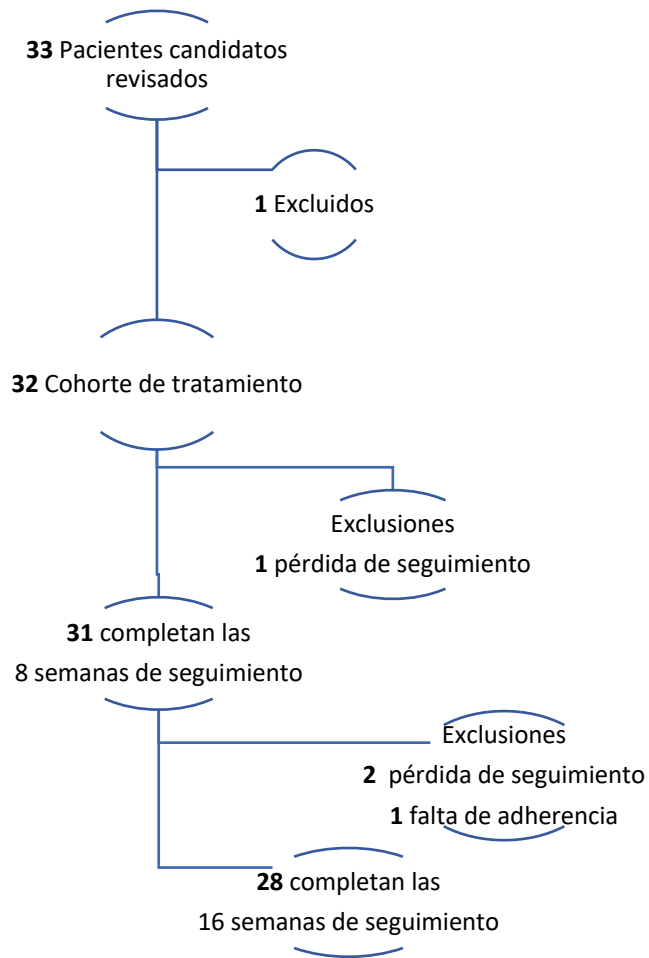 33 Pacientes candidatos
revisados
1 Excluidos
32 Cohorte de tratamiento
Exclusiones
1 pérdida de seguimiento
31 completan las
8 semanas de seguimiento
Exclusiones
2 pérdida de seguimiento
1 falta de adherencia
28 completan las
16 semanas de seguimiento